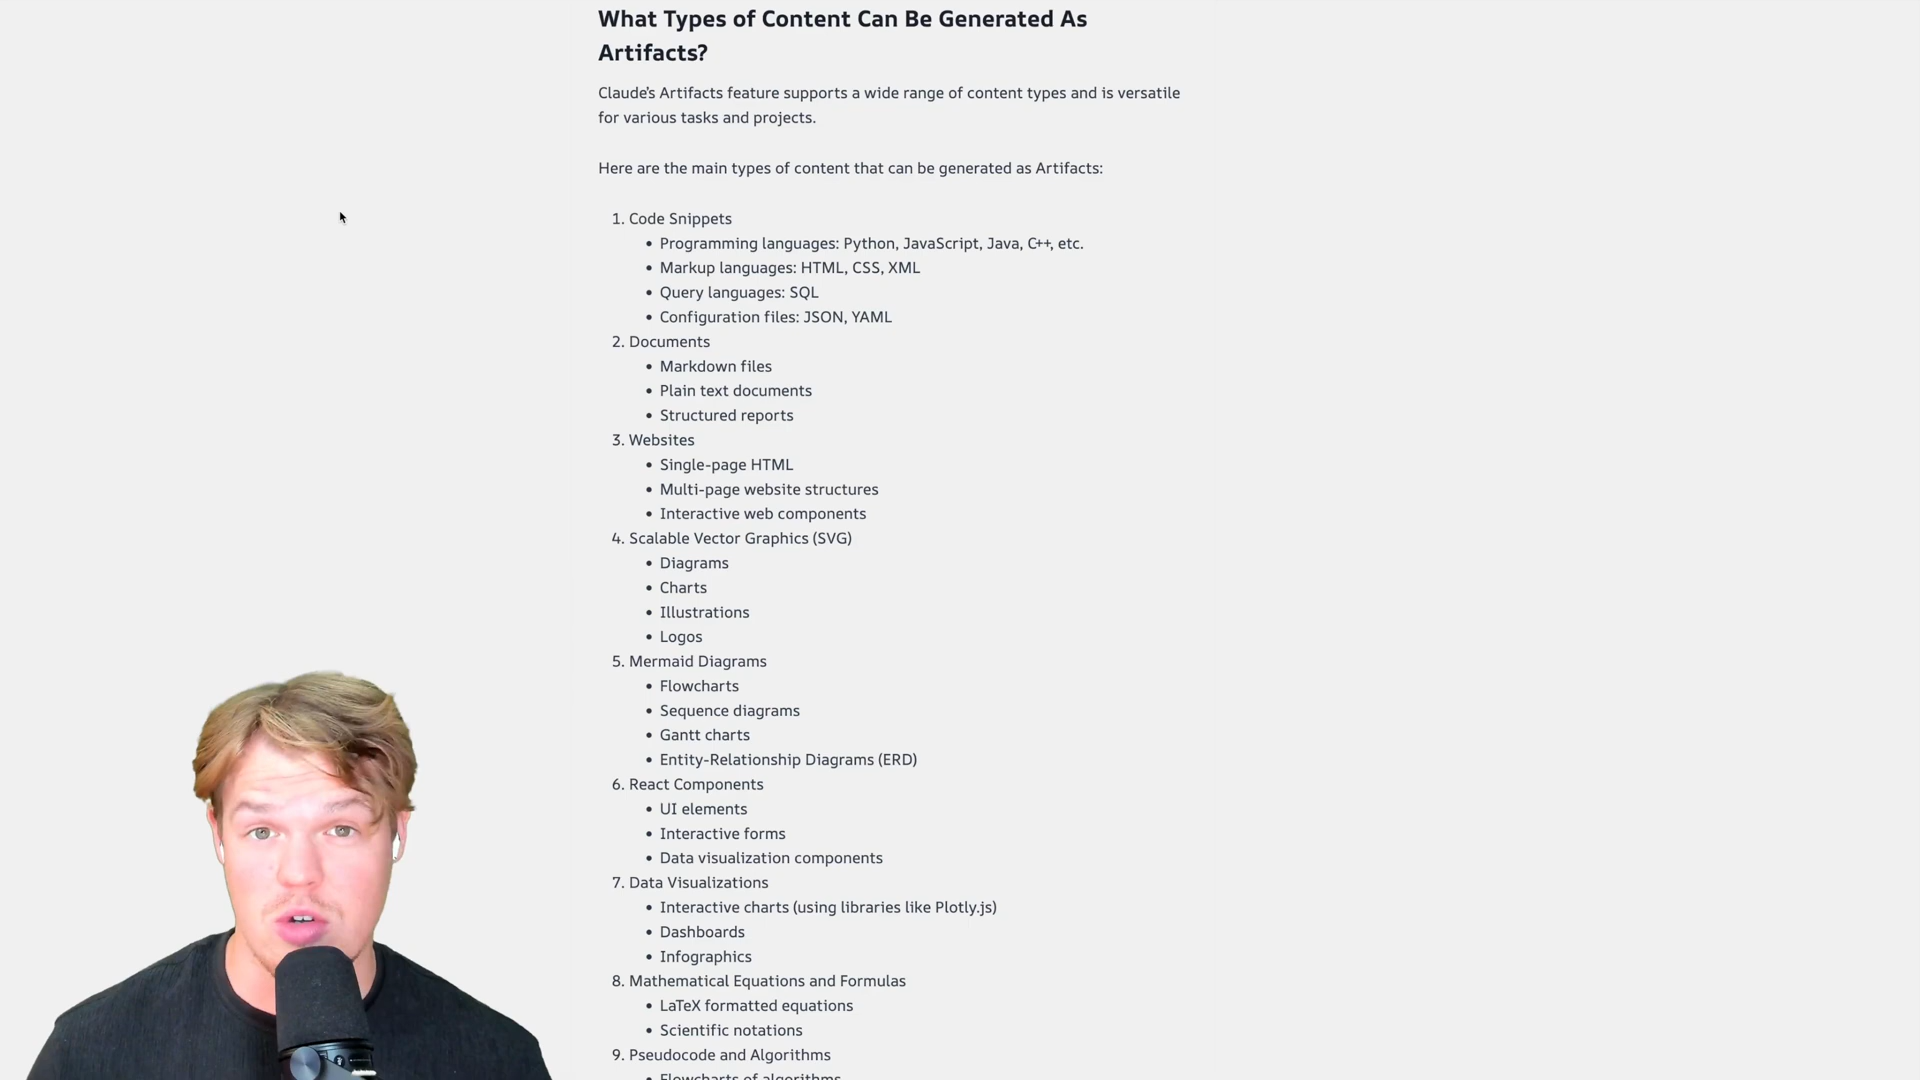 What Types of Content Can Be Generated As
Artifacts?
Claude's Artifacts feature supports a wide range of content types and is versatile
for various tasks and projects.
Here are the main types of content that can be generated as Artifacts:
1. Code Snippets
• Programming languages: Python, JavaScript, Java, C++, etc.
• Markup languages: HTML, CSS, XML
• Query languages: SQL
• Configuration files: JSON, YAML
2. Documents
• Markdown files
• Plain text documents
• Structured reports
3. Websites
• Single-page HTML
• Multi-page website structures
• Interactive web components
4. Scalable Vector Graphics (SVG)
• Diagrams
• Charts
• Illustrations
• Logos
5. Mermaid Diagrams
• Flowcharts
• Sequence diagrams
• Gantt charts
• Entity-Relationship Diagrams (ERD)
6. React Components
• UI elements
• Interactive forms
• Data visualization components
7. Data Visualizations
• Interactive charts (using libraries like Plotly.js)
• Dashboards
• Infographics
8. Mathematical Equations and Formulas
• LaTeX formatted equations
• Scientific notations
9. Pseudocode and Algorithms
• Flowcharts of algorithms